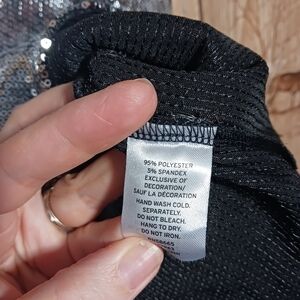 95% POLYESTER
5% SPANDEX
EXCLUSIVE OF
DECORATION/
SAUF LA DÉCORATION
HAND WASH COLD.
SEPARATELY.
DO NOT BLEACH.
HANG TO DRY.
DO NOT IRON.